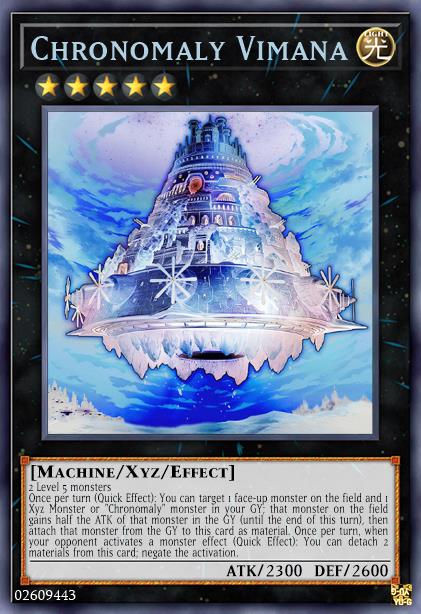 CHRONOMALY VIMANA
LIGHT
光
[MACHINE/XYZ/EFFECT]
2 Level 5 monsters
Once per turn (Quick Effect): You can target 1 face-up monster on the field and 1
Xyz Monster or "Chronomaly" monster in your GY; that monster on the field
gains half the ATK of that monster in the GY (until the end of this turn), then
attach that monster from the GY to this card as material. Once per turn, when
your opponent activates a monster effect (Quick Effect): You can detach 2
materials from this card; negate the activation.
ATK/2300 DEF/2600
02609443